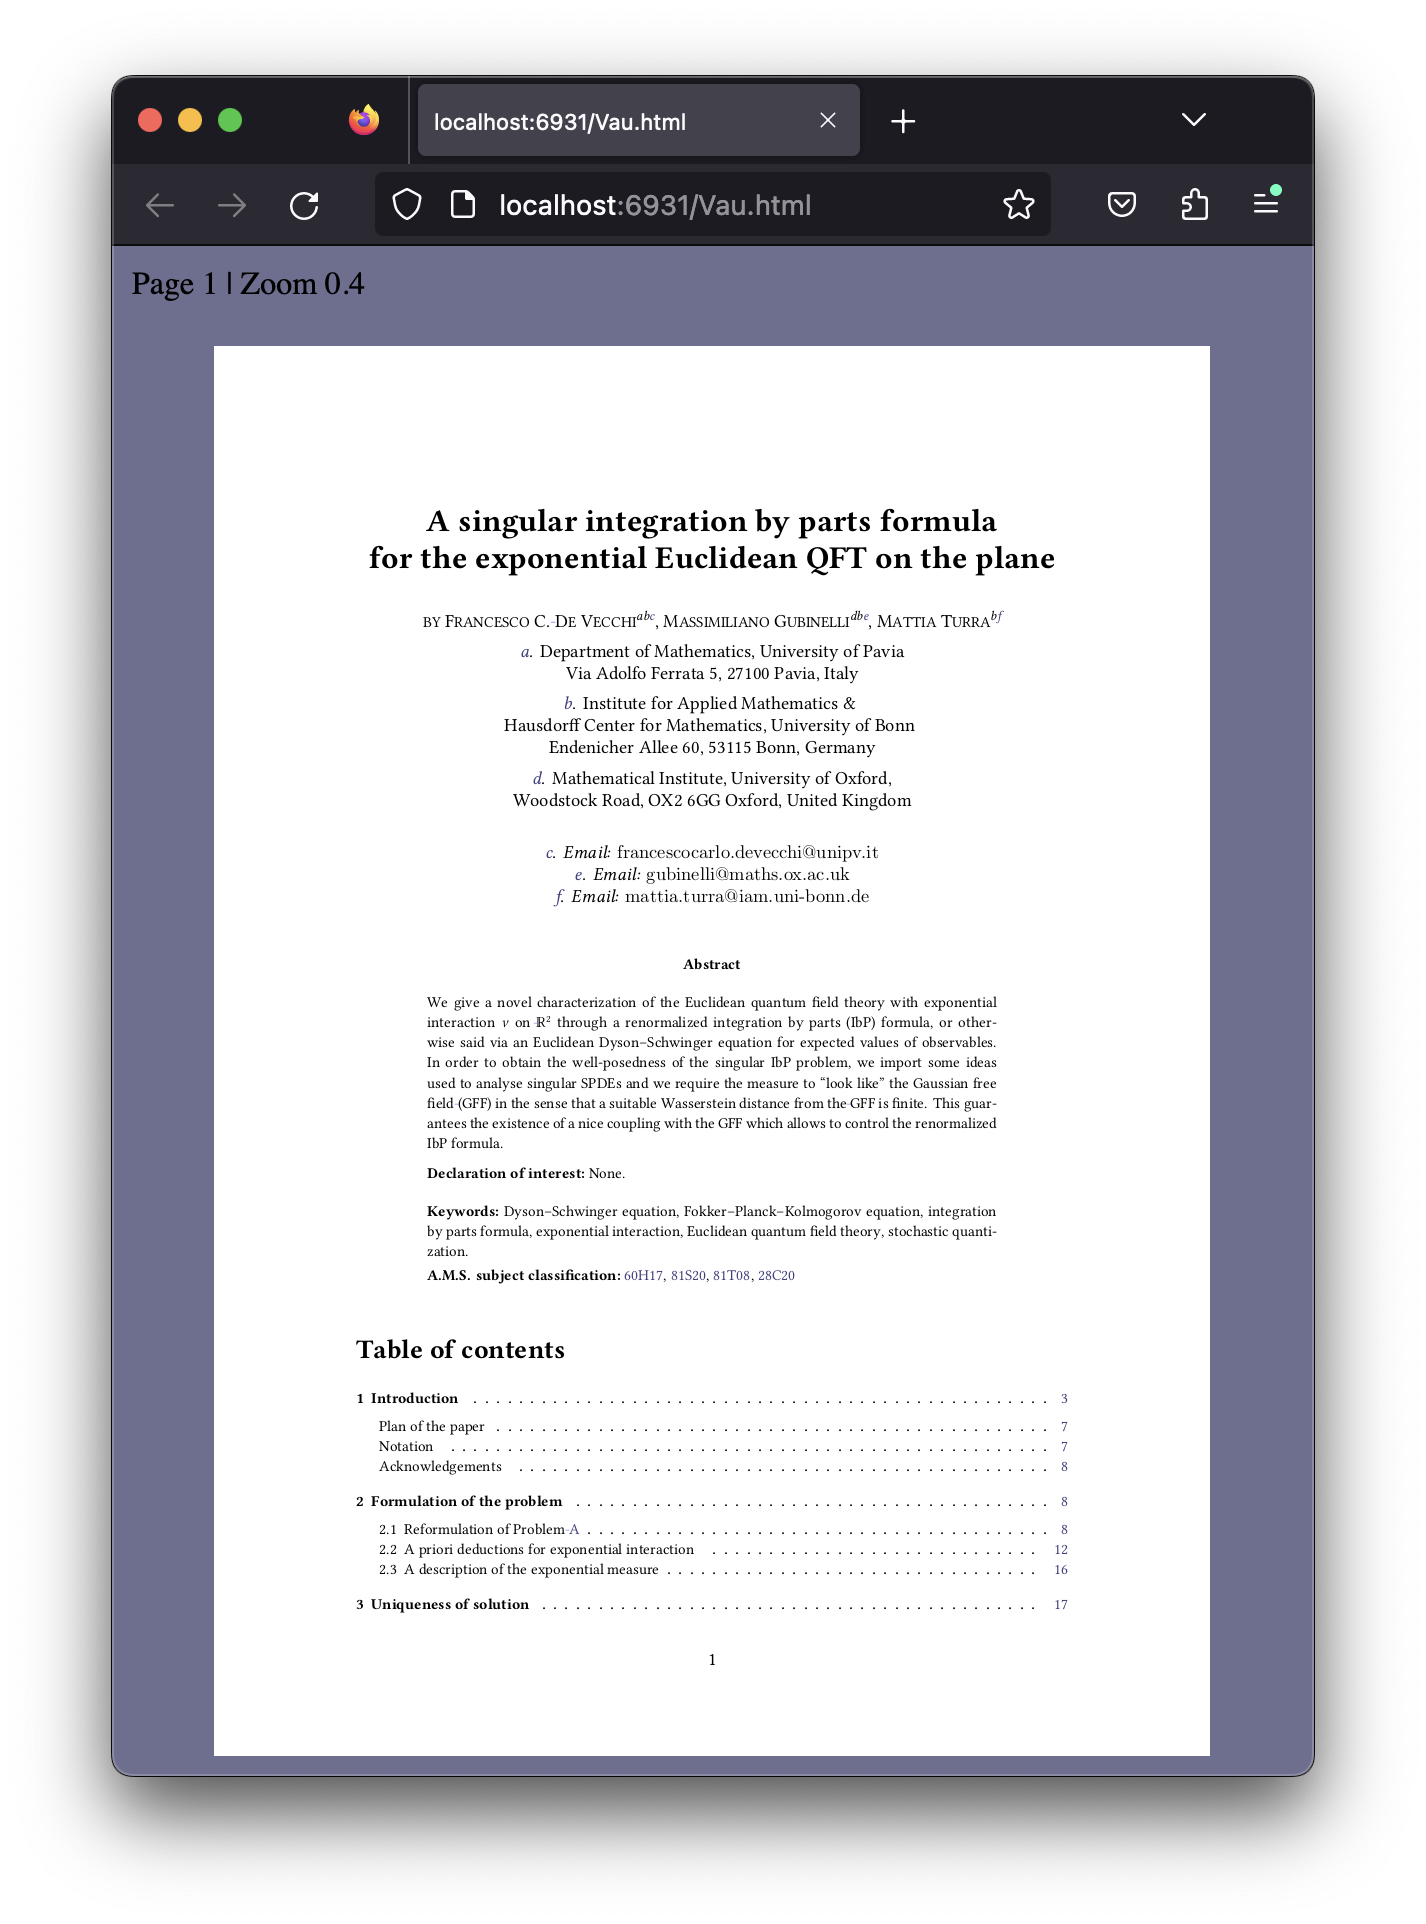 localhost:6931/Vau.html
localhost:6931/Vau.html
Page 1 | Zoom 0.4
A singular integration by parts formula
for the exponential Euclidean QFT on the plane
BY FRANCESCO C. DE VECCHIabc, MASSIMILIANO GUBINELLIdbe, MATTIA TURRAbf
a. Department of Mathematics, University of Pavia
Via Adolfo Ferrata 5, 27100 Pavia, Italy
b. Institute for Applied Mathematics &
Hausdorff Center for Mathematics, University of Bonn
Endenicher Allee 60, 53115 Bonn, Germany
d. Mathematical Institute, University of Oxford,
Woodstock Road, OX2 6GG Oxford, United Kingdom
c. Email: francescocarlo.devecchi@unipv.it
e. Email: gubinelli@maths.ox.ac.uk
f. Email: mattia.turra@iam.uni-bonn.de
Abstract
We give a novel characterization of the Euclidean quantum field theory with exponential
interaction ν on ℝ² through a renormalized integration by parts (IbP) formula, or other-
wise said via an Euclidean Dyson–Schwinger equation for expected values of observables.
In order to obtain the well-posedness of the singular IbP problem, we import some ideas
used to analyse singular SPDEs and we require the measure to “look like” the Gaussian free
field (GFF) in the sense that a suitable Wasserstein distance from the GFF is finite. This guar-
antees the existence of a nice coupling with the GFF which allows to control the renormalized
IbP formula.
Declaration of interest: None.
Keywords: Dyson–Schwinger equation, Fokker–Planck–Kolmogorov equation, integration
by parts formula, exponential interaction, Euclidean quantum field theory, stochastic quanti-
zation.
A.M.S. subject classification: 60H17, 81S20, 81T08, 28C20
Table of contents
1 Introduction . . . . . . . . . . . . . . . . . . . . 3
Plan of the paper . . . . . . . . . . . . . . . . . . . . 7
Notation . . . . . . . . . . . . . . . . . . . . 7
Acknowledgements . . . . . . . . . . . . . . . . . . . . 8
2 Formulation of the problem . . . . . . . . . . . . . . . . . . . . 8
2.1 Reformulation of Problem A . . . . . . . . . . . . . . . . . . . . 8
2.2 A priori deductions for exponential interaction . . . . . . . . . . . . . . . . . . . . 12
2.3 A description of the exponential measure . . . . . . . . . . . . . . . . . . . . 16
3 Uniqueness of solution . . . . . . . . . . . . . . . . . . . . 17
1